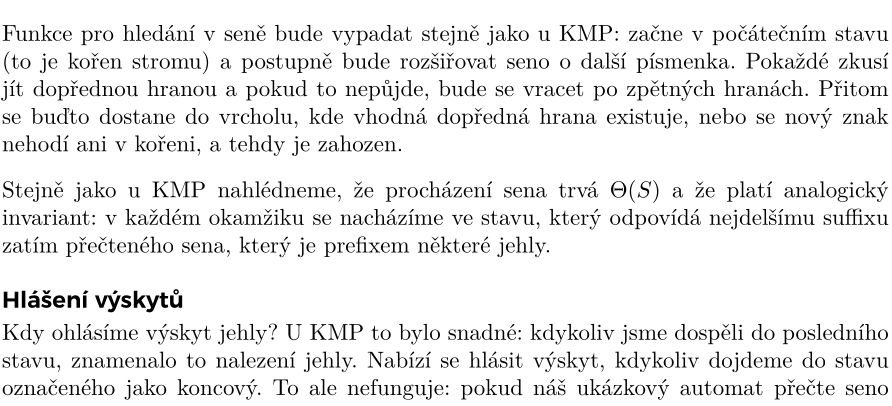 Funkce pro hledání v seně bude vypadat stejně jako u KMP: začne v počátečním stavu
(to je kořen stromu) a postupně bude rozšiřovat seno o další písmenka. Pokaždé zkusí
jít dopřednou hranou a pokud to nepůjde, bude se vracet po zpětných hranách. Přitom
se buďto dostane do vrcholu, kde vhodná dopředná hrana existuje, nebo se nový znak
nehodí ani v kořeni, a tehdy je zahozen.
Stejně jako u KMP nahlédneme, že procházení sena trvá Θ(S) a že platí analogický
invariant: v každém okamžiku se nacházíme ve stavu, který odpovídá nejdelšímu suffixu
zatím přečteného sena, který je prefixem některé jehly.
Hlášení výskytů
Kdy ohlásíme výskyt jehly? U KMP to bylo snadné: kdykoliv jsme dospěli do posledního
stavu, znamenalo to nalezení jehly. Nabízí se hlásit výskyt, kdykoliv dojdeme do stavu
označeného jako koncový. To ale nefunguje: pokud náš ukázkový automat přečte seno